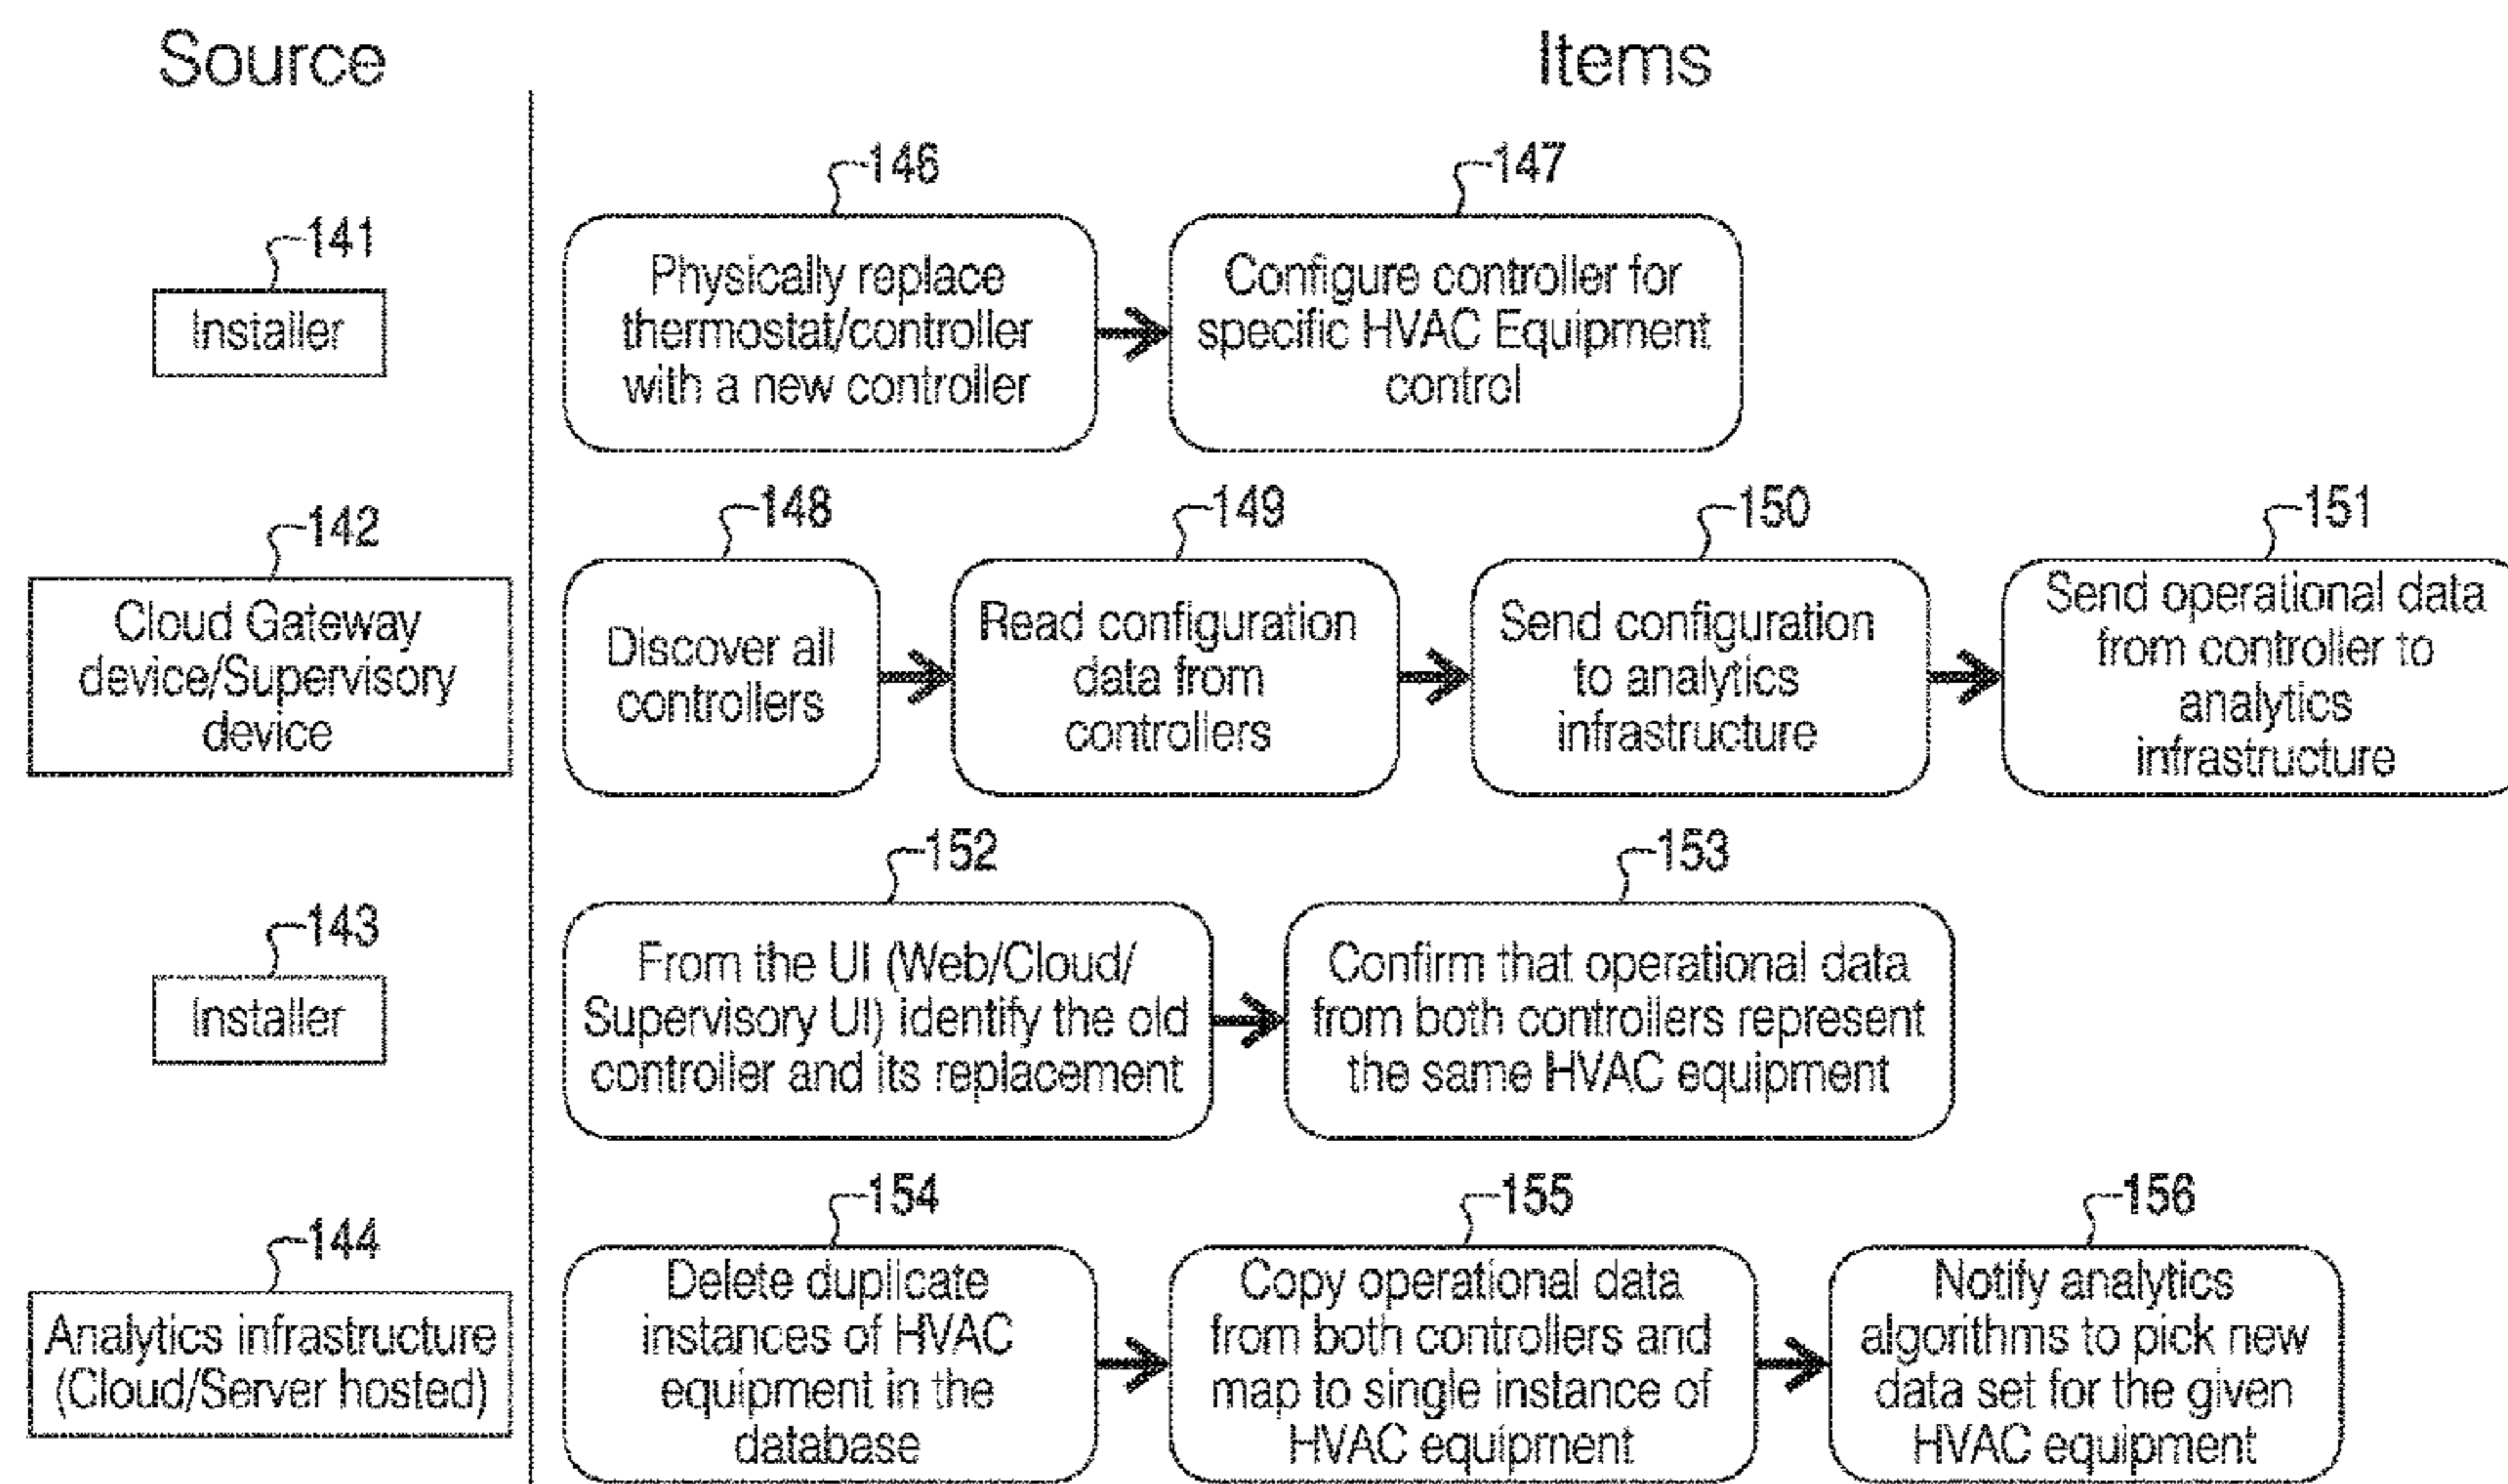 Source
Items
141
Installer
146
Physically replace
thermostat/controller
with a new controller
147
Configure controller for
specific HVAC Equipment
control
142
Cloud Gateway
device/Supervisory
device
148
Discover all
controllers
149
Read configuration
data from
controllers
150
Send configuration
to analytics
infrastructure
151
Send operational data
from controller to
analytics
infrastructure
143
Installer
152
From the UI (Web/Cloud/
Supervisory UI) identify the old
controller and its replacement
153
Confirm that operational data
from both controllers represent
the same HVAC equipment
144
Analytics infrastructure
(Cloud/Server hosted)
154
Delete duplicate
instances of HVAC
equipment in the
database
155
Copy operational data
from both controllers and
map to single instance of
HVAC equipment
156
Notify analytics
algorithms to pick new
data set for the given
HVAC equipment